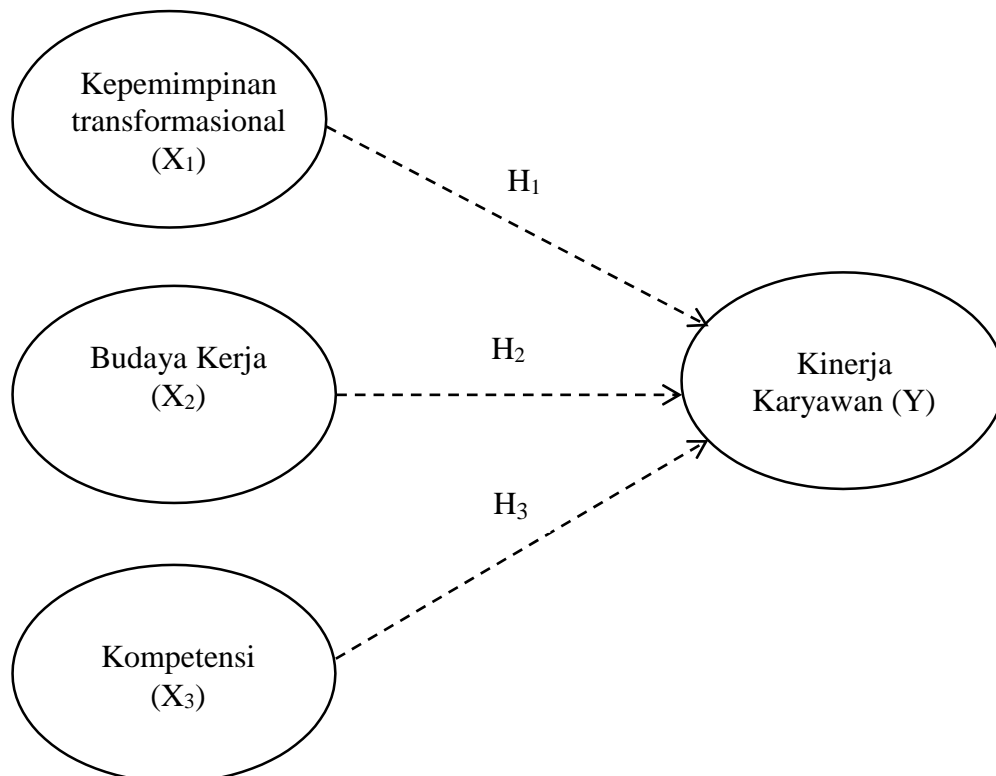 Kepemimpinan
transformasional
(X₁)
H₁
Budaya Kerja
(X₂)
H₂
Kinerja
Karyawan (Y)
H₃
Kompetensi
(X₃)